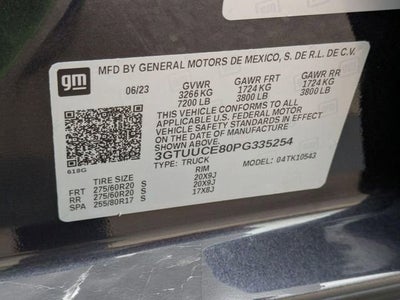 gm
MFD BY GENERAL MOTORS DE MEXICO, S. DE R.L. DE C.V.
06/23 GVWR GAWR FRT GAWR RR
3266 KG 1724 KG 1724 KG
7200 LB 3800 LB 3800 LB
THIS VEHICLE CONFORMS TO ALL
APPLICABLE U.S. FEDERAL MOTOR
VEHICLE SAFETY STANDARDS IN EFFECT
ON THE DATE OF MANUFACTURE
SHOWN ABOVE.
3GTUUCE80PG335254
TYPE: TRUCK MODEL: 04TK10543
618G
TIRE SIZE RIM
FRT 275/60R20 S 20X9J
RR 275/60R20 S 20X9J
SPA 255/80R17 S 17X8J